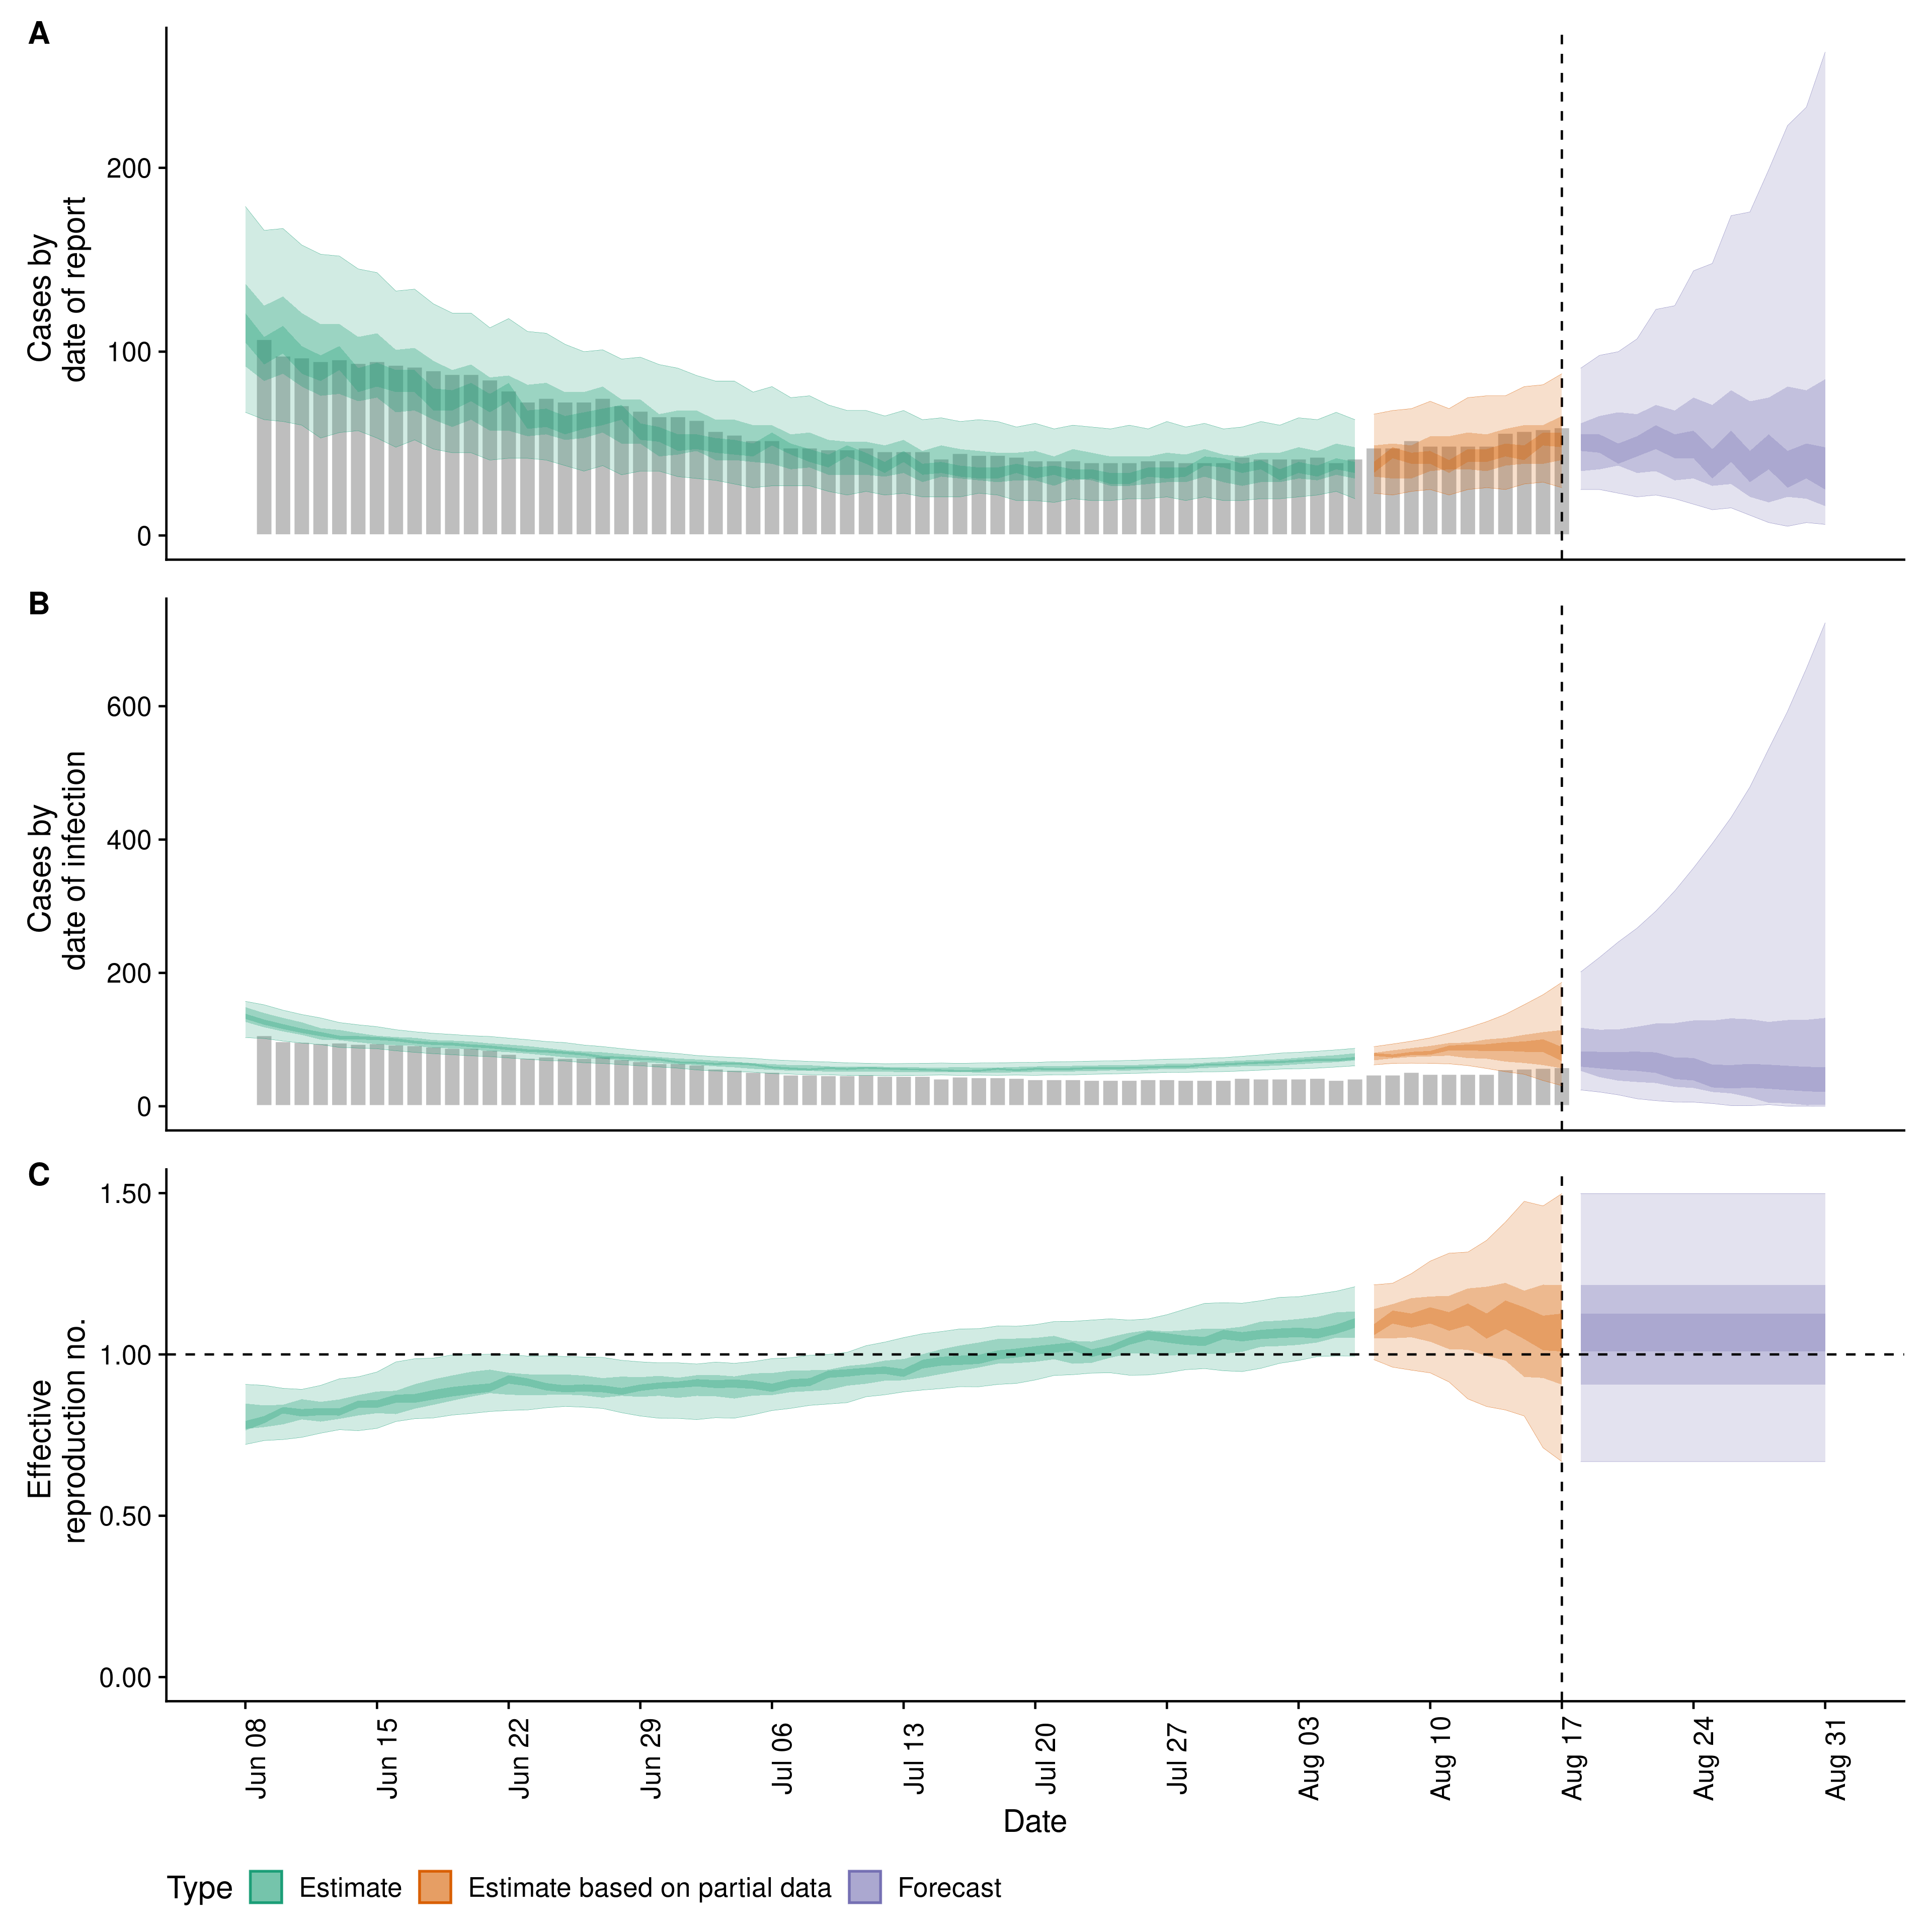 A
Cases by
date of report
200
100
0
B
Cases by
date of infection
600
400
200
0
C
Effective
reproduction no.
1.50
1.00
0.50
0.00
Jun 08
Jun 15
Jun 22
Jun 29
Jul 06
Jul 13
Jul 20
Jul 27
Aug 03
Aug 10
Aug 17
Aug 24
Aug 31
Date
Type Estimate Estimate based on partial data Forecast